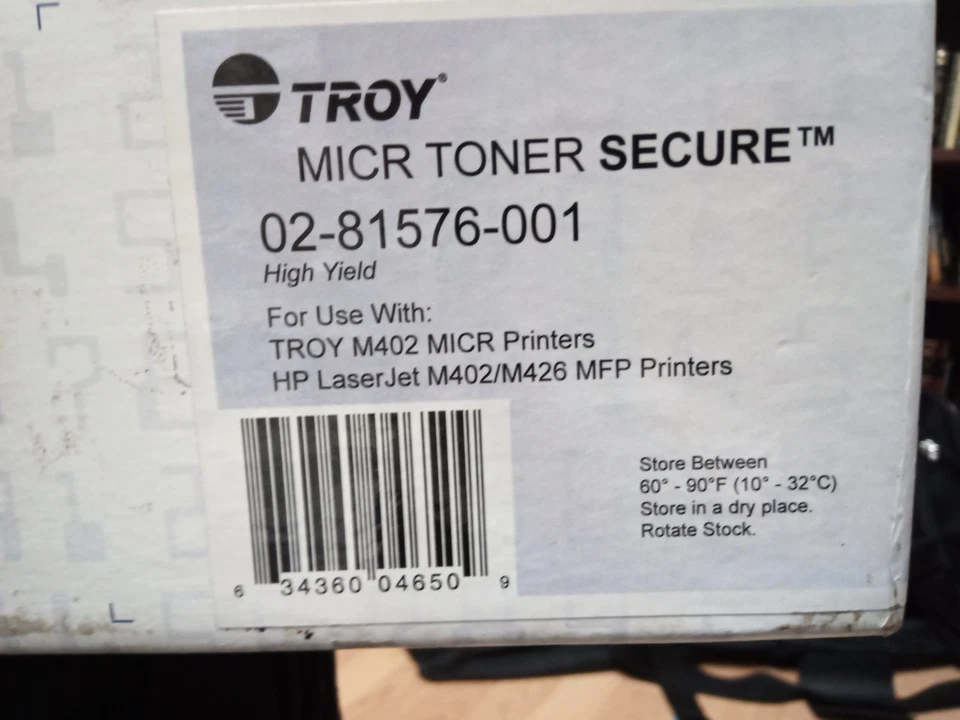 TROY®
MICR TONER SECURE™
02-81576-001
High Yield
For Use With:
TROY M402 MICR Printers
HP LaserJet M402/M426 MFP Printers
Store Between
60° - 90°F (10° - 32°C)
Store in a dry place.
Rotate Stock.
6 34360 04650 9